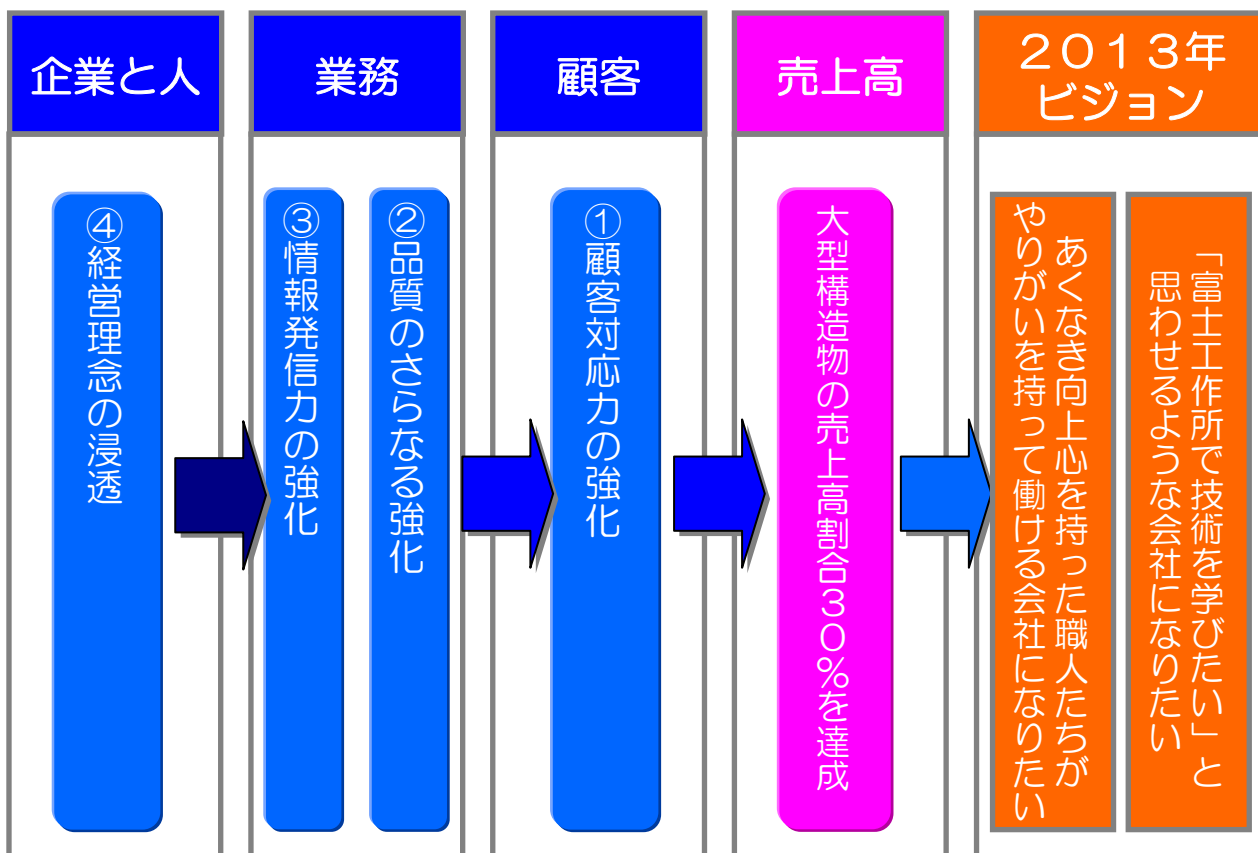 企業と人
④経営理念の浸透
業務
②品質のさらなる強化
③情報発信力の強化
顧客
①顧客対応力の強化
売上高
大型構造物の売上高割合３０％を達成
２０１３年
ビジョン
「富士工作所で技術を学びたい」と
思わせるような会社になりたい
あくなき向上心を持った職人たちが
やりがいを持って働ける会社になりたい